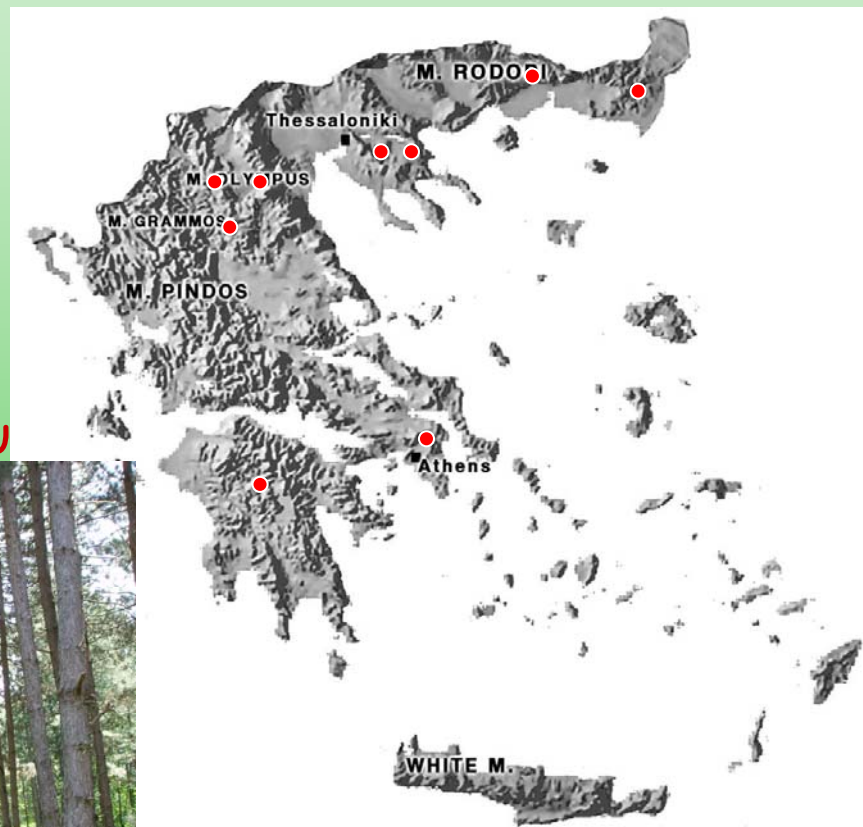 M. RODOPI
Thessaloniki
M. OLYMPUS
M. GRAMMOS
M. PINDOS
Athens
WHITE M.